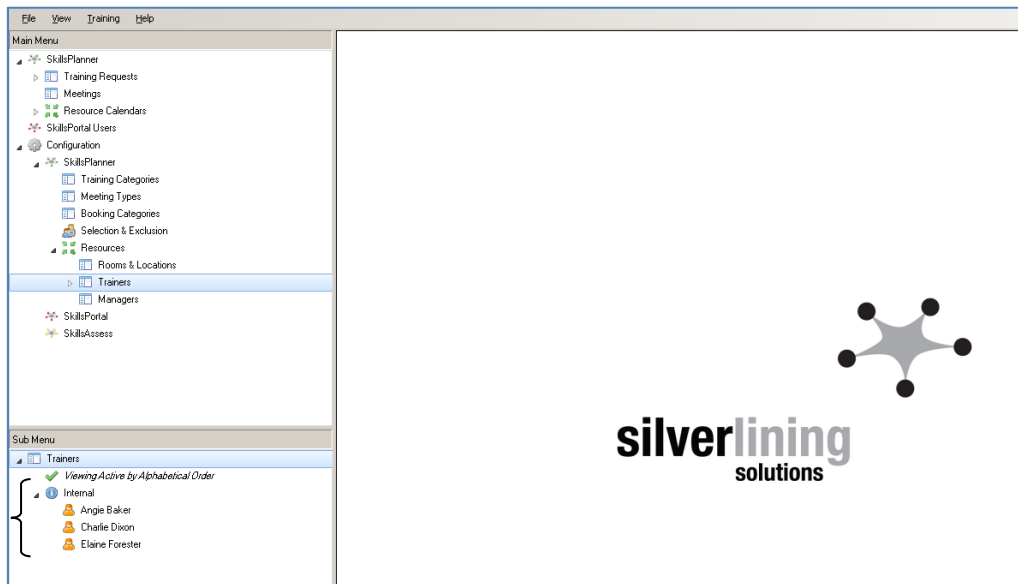 File View Training Help
Main Menu
SkillsPlanner
Training Requests
Meetings
Resource Calendars
SkillsPortal Users
Configuration
SkillsPlanner
Training Categories
Meeting Types
Booking Categories
Selection & Exclusion
Resources
Rooms & Locations
Trainers
Managers
SkillsPortal
SkillsAssess
Sub Menu
Trainers
Viewing Active by Alphabetical Order
Internal
Angie Baker
Charlie Dixon
Elaine Forester
silverlining
solutions